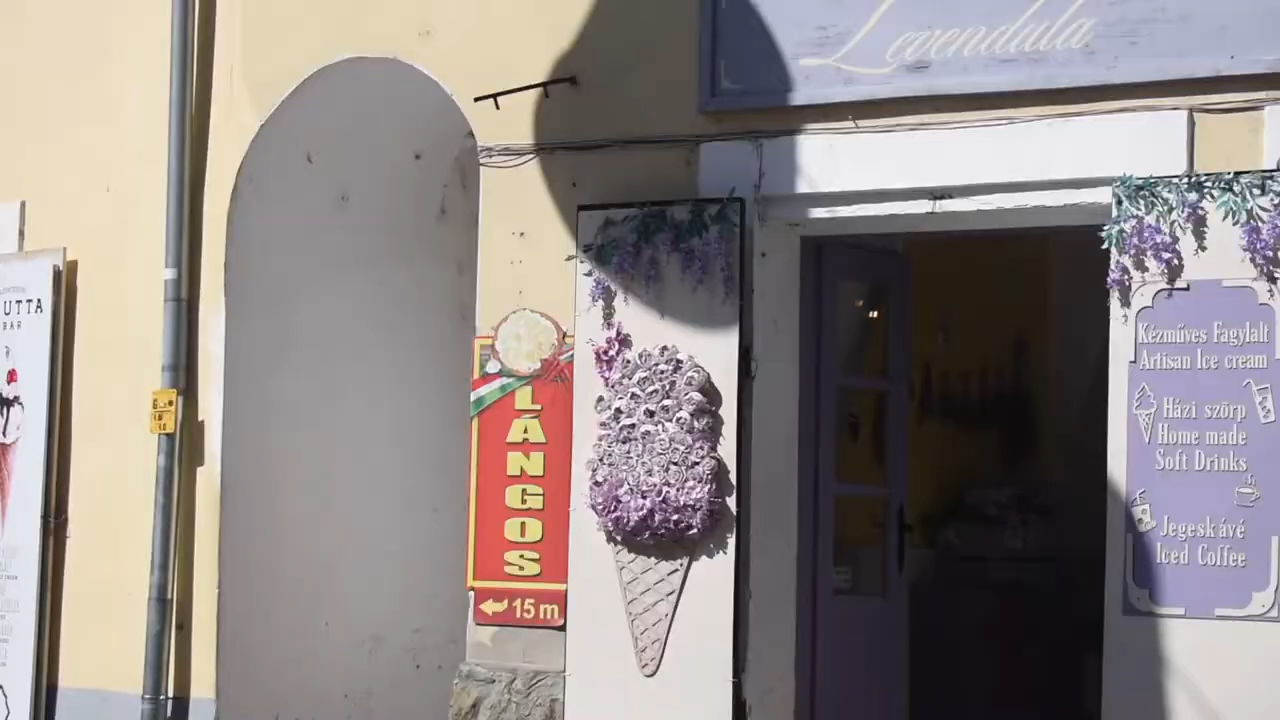 Levendula
UTTA
BAR
LÁNGOS
15 m
Kézműves Fagylalt
Artisan Ice cream
Házi szörp
Home made
Soft Drinks
Jegeskávé
Iced Coffee